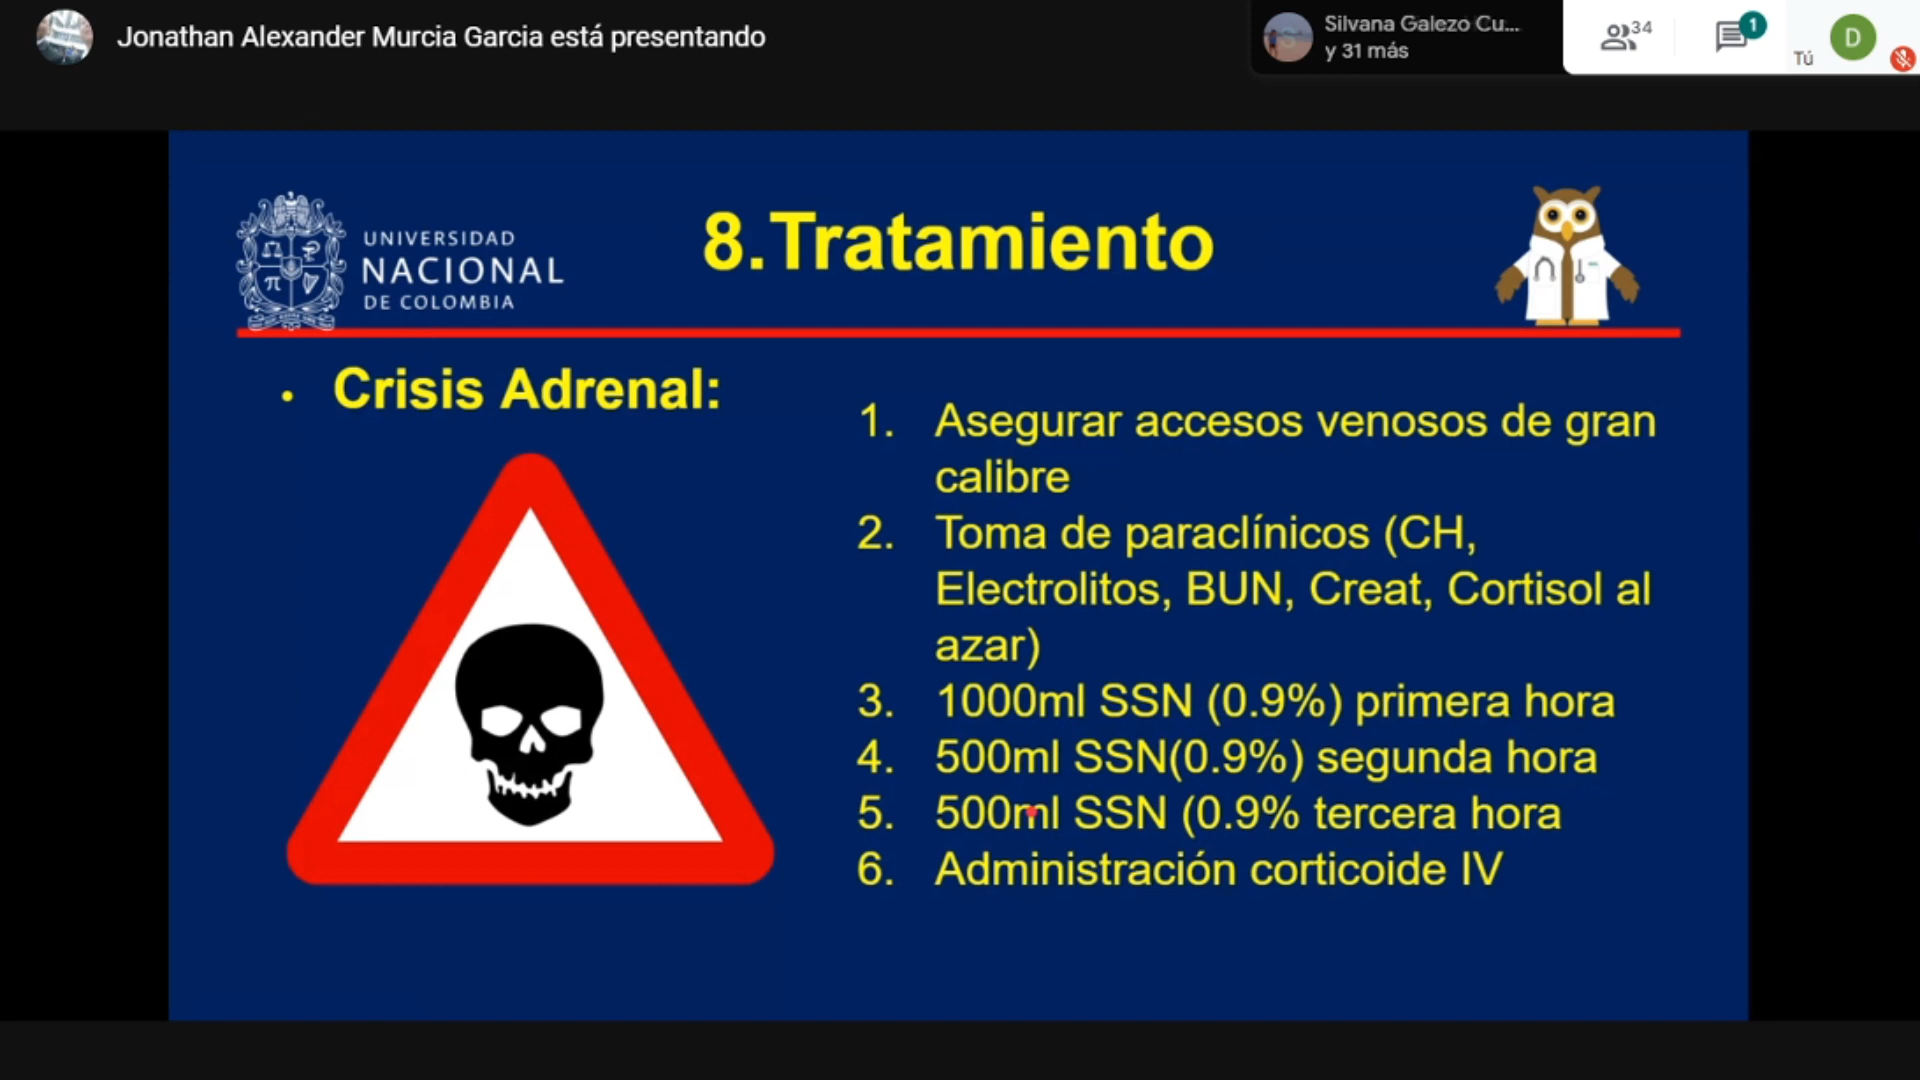 Jonathan Alexander Murcia Garcia está presentando
Silvana Galezo Cu...
y 31 más
34
1
Tú
D
UNIVERSIDAD
NACIONAL
DE COLOMBIA
8.Tratamiento
• Crisis Adrenal:
1. Asegurar accesos venosos de gran
calibre
2. Toma de paraclínicos (CH,
Electrolitos, BUN, Creat, Cortisol al
azar)
3. 1000ml SSN (0.9%) primera hora
4. 500ml SSN(0.9%) segunda hora
5. 500ml SSN (0.9% tercera hora
6. Administración corticoide IV